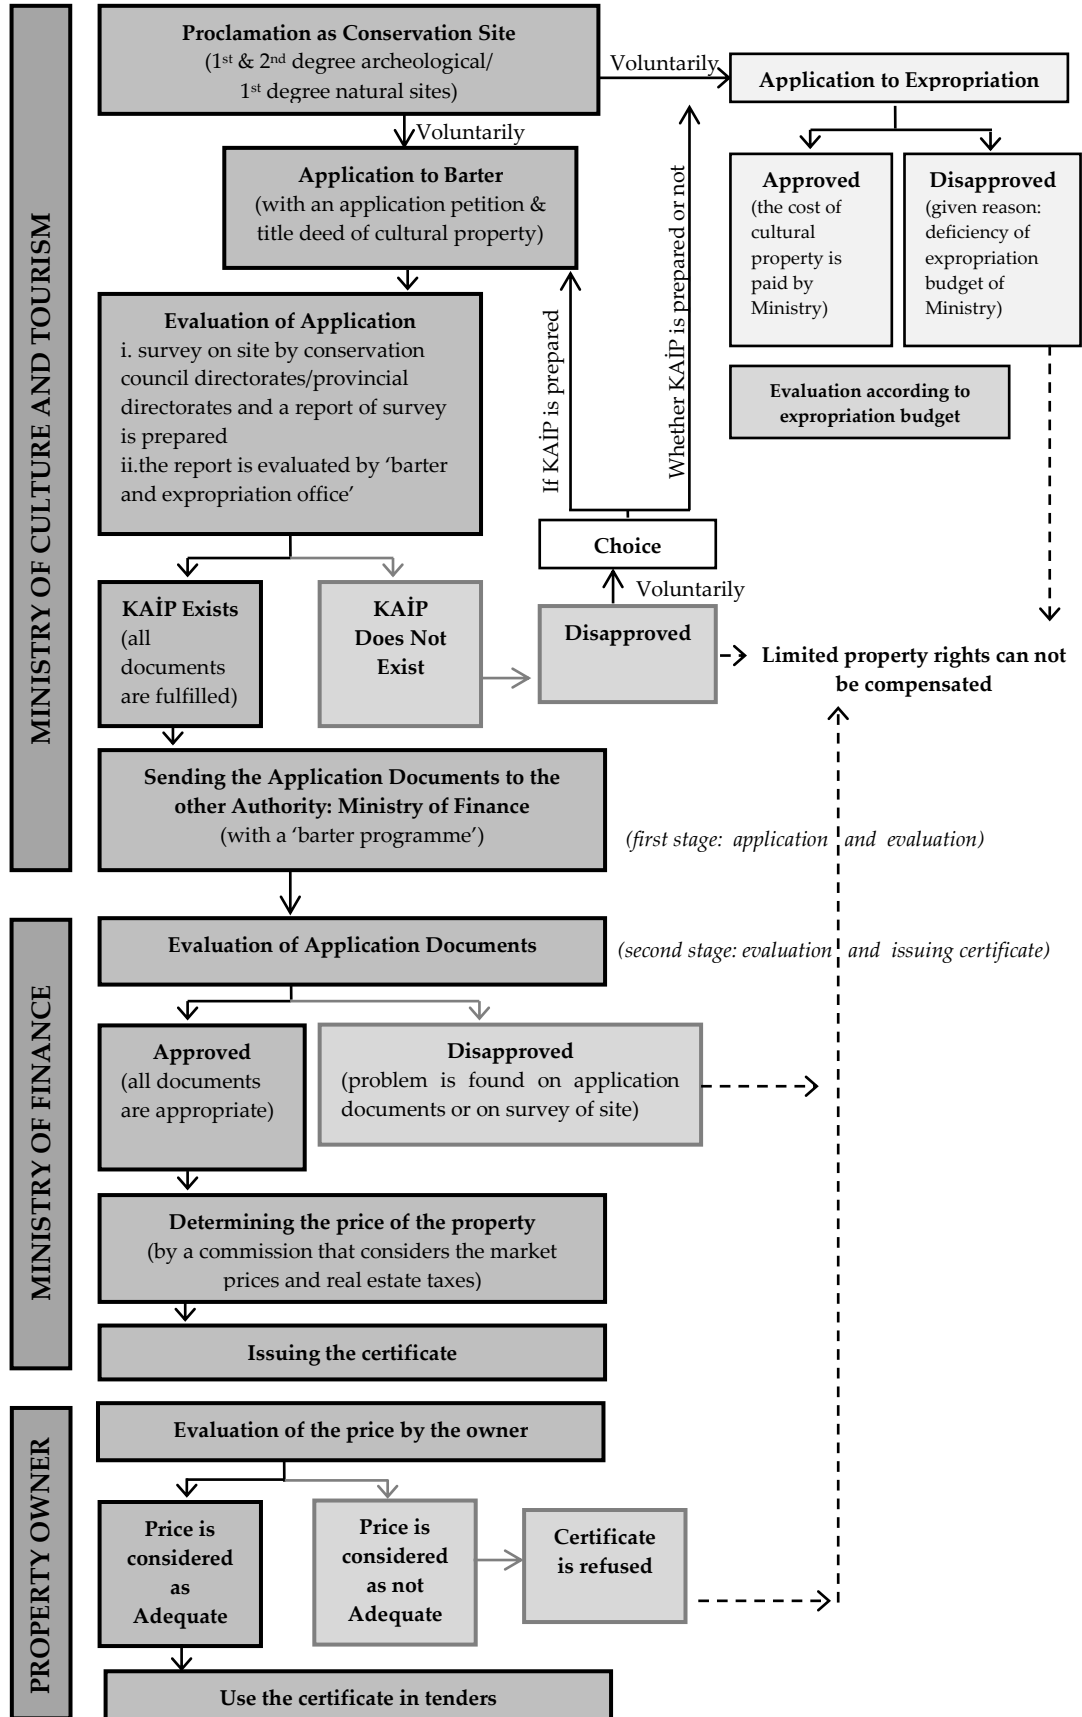 MINISTRY OF CULTURE AND TOURISM
Proclamation as Conservation Site
(1st & 2nd degree archeological/
1st degree natural sites)
Voluntarily
Application to Expropriation
Voluntarily
Application to Barter
(with an application petition &
title deed of cultural property)
Approved
(the cost of
cultural
property is
paid by
Ministry)
Disapproved
(given reason:
deficiency of
expropriation
budget of
Ministry)
Evaluation according to
expropriation budget
Evaluation of Application
i. survey on site by conservation
council directorates/provincial
directorates and a report of survey
is prepared
ii.the report is evaluated by ‘barter
and expropriation office’
If KAİP is prepared
Whether KAİP is prepared or not
Choice
Voluntarily
KAİP Exists
(all
documents
are fulfilled)
KAİP
Does Not
Exist
Disapproved
Limited property rights can not
be compensated
Sending the Application Documents to the
other Authority: Ministry of Finance
(with a ‘barter programme’)
(first stage: application and evaluation)
MINISTRY OF FINANCE
Evaluation of Application Documents
(second stage: evaluation and issuing certificate)
Approved
(all documents
are appropriate)
Disapproved
(problem is found on application
documents or on survey of site)
Determining the price of the property
(by a commission that considers the market
prices and real estate taxes)
Issuing the certificate
PROPERTY OWNER
Evaluation of the price by the owner
Price is
considered
as
Adequate
Price is
considered
as not
Adequate
Certificate
is refused
Use the certificate in tenders